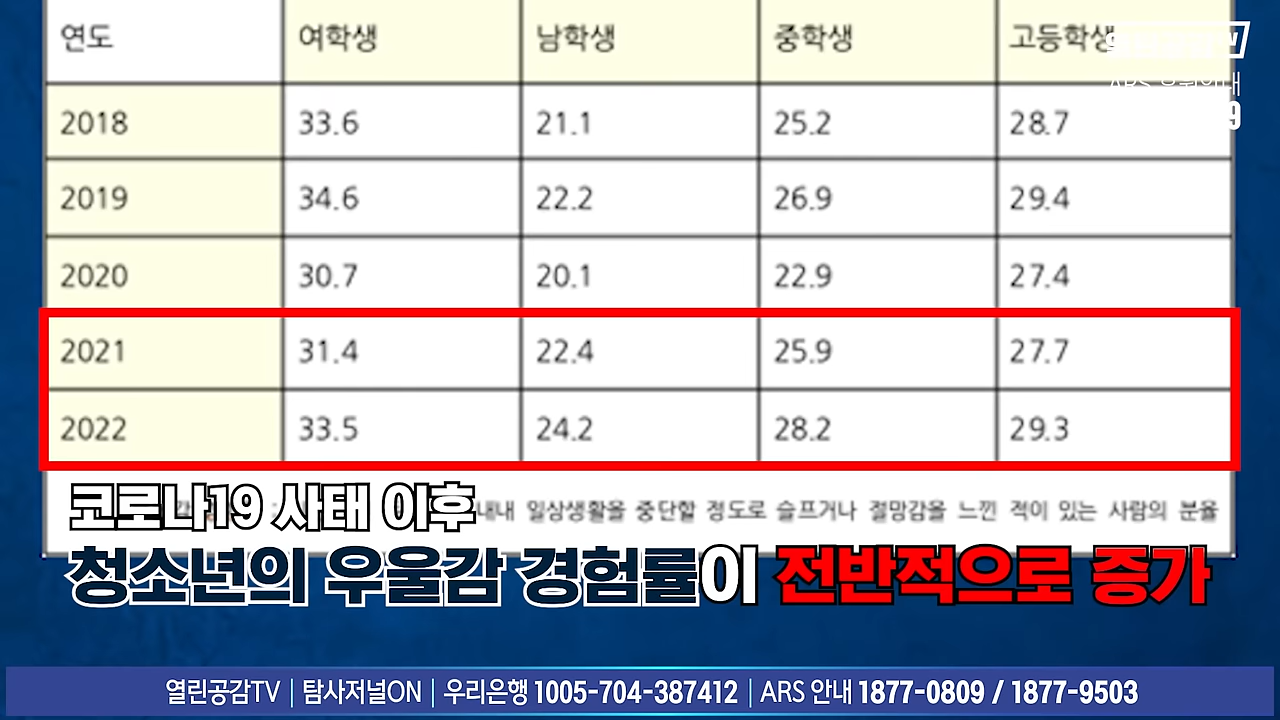 연도 여학생 남학생 중학생 고등학생
2018 33.6 21.1 25.2 28.7
2019 34.6 22.2 26.9 29.4
2020 30.7 20.1 22.9 27.4
2021 31.4 22.4 25.9 27.7
2022 33.5 24.2 28.2 29.3
내내 일상생활을 중단할 정도로 슬프거나 절망감을 느낀 적이 있는 사람의 분율
코로나19 사태 이후
청소년의 우울감 경험률이 전반적으로 증가
열린공감TV | 탐사저널ON | 우리은행 1005-704-387412 | ARS 안내 1877-0809 / 1877-9503